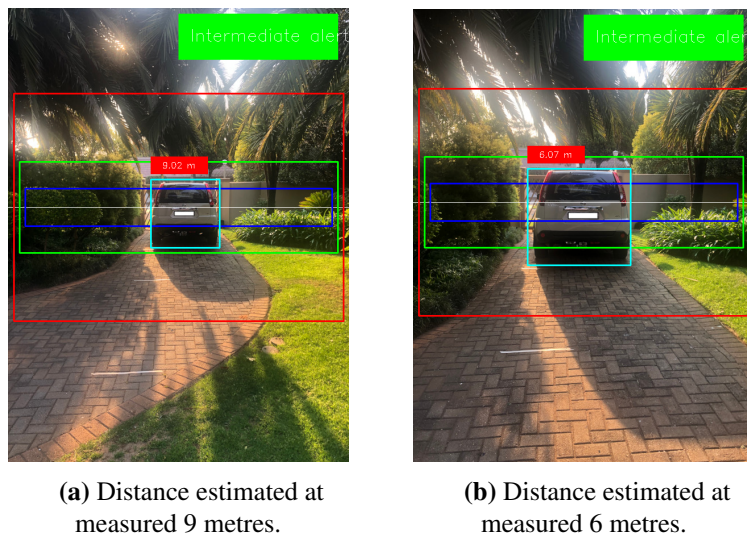 Intermediate aler
9.02 m
Intermediate aler
6.07 m
(a) Distance estimated at
measured 9 metres.
(b) Distance estimated at
measured 6 metres.